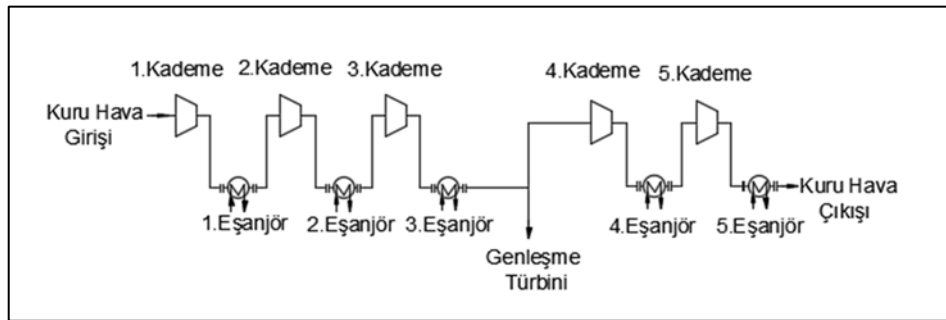 1.Kademe
2.Kademe
3.Kademe
4.Kademe
5.Kademe
Kuru Hava
Girişi
1.Eşanjör
2.Eşanjör
3.Eşanjör
4.Eşanjör
5.Eşanjör
Kuru Hava
Çıkışı
Genleşme
Türbini